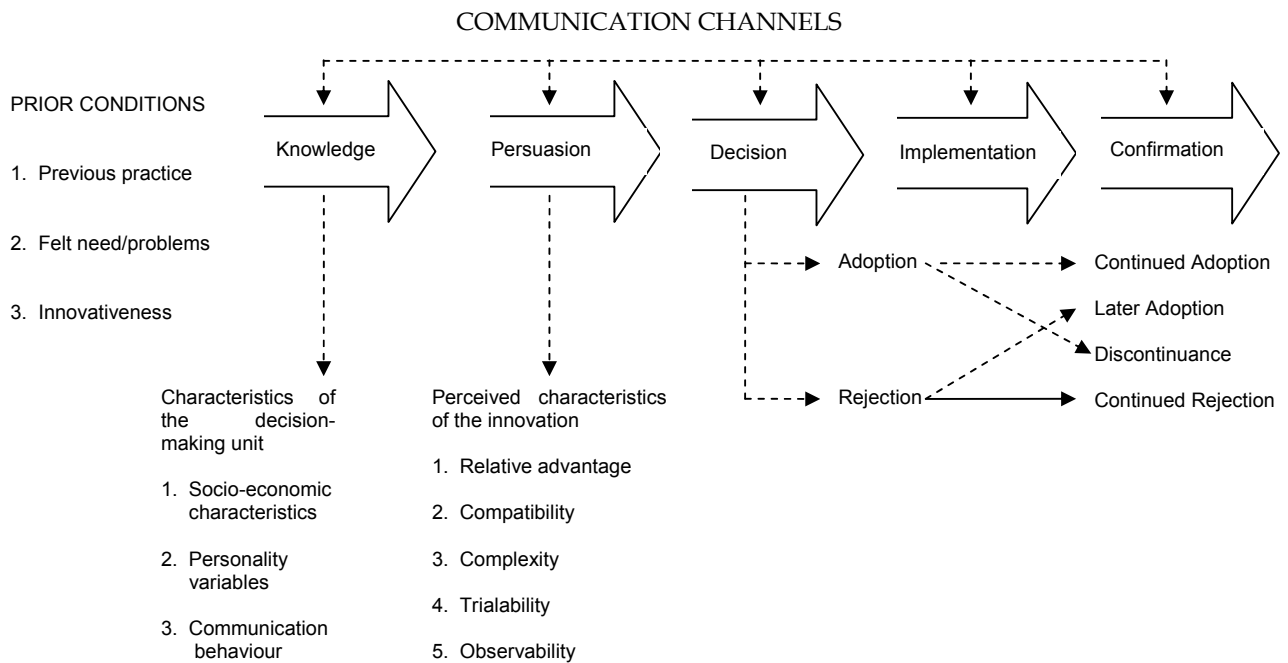 COMMUNICATION CHANNELS
PRIOR CONDITIONS
1. Previous practice
2. Felt need/problems
3. Innovativeness
Knowledge
Persuasion
Decision
Implementation
Confirmation
Adoption
Rejection
Continued Adoption
Later Adoption
Discontinuance
Continued Rejection
Characteristics of
the decision-
making unit
1. Socio-economic
characteristics
2. Personality
variables
3. Communication
behaviour
Perceived characteristics
of the innovation
1. Relative advantage
2. Compatibility
3. Complexity
4. Trialability
5. Observability